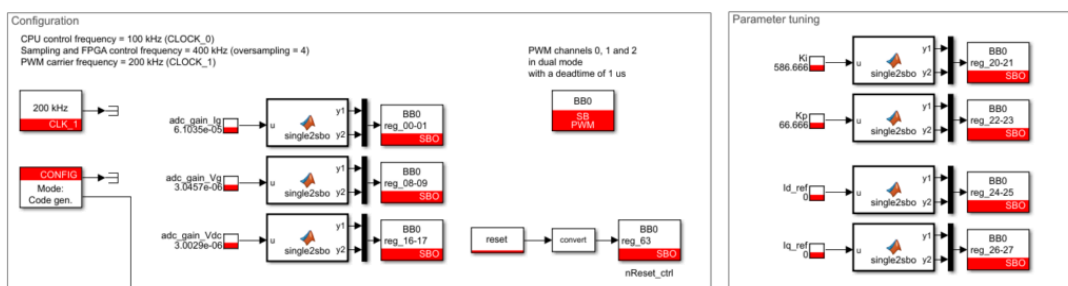 Configuration
CPU control frequency = 100 kHz (CLOCK_0)
Sampling and FPGA control frequency = 400 kHz (oversampling = 4)
PWM carrier frequency = 200 kHz (CLOCK_1)
200 kHz
CLK_1
CONFIG
Mode:
Code gen.
adc_gain_Ig
6.1035e-05
u
single2sbo
y1
y2
BB0
reg_00-01
SBO
adc_gain_Vg
3.0457e-06
u
single2sbo
y1
y2
BB0
reg_08-09
SBO
adc_gain_Vdc
3.0029e-06
u
single2sbo
y1
y2
BB0
reg_16-17
SBO
PWM channels 0, 1 and 2
in dual mode
with a deadtime of 1 us
BB0
SB
PWM
reset
convert
BB0
reg_63
SBO
nReset_ctrl
Parameter tuning
Ki
586.666
u
single2sbo
y1
y2
BB0
reg_20-21
SBO
Kp
66.666
u
single2sbo
y1
y2
BB0
reg_22-23
SBO
Id_ref
0
u
single2sbo
y1
y2
BB0
reg_24-25
SBO
Iq_ref
0
u
single2sbo
y1
y2
BB0
reg_26-27
SBO